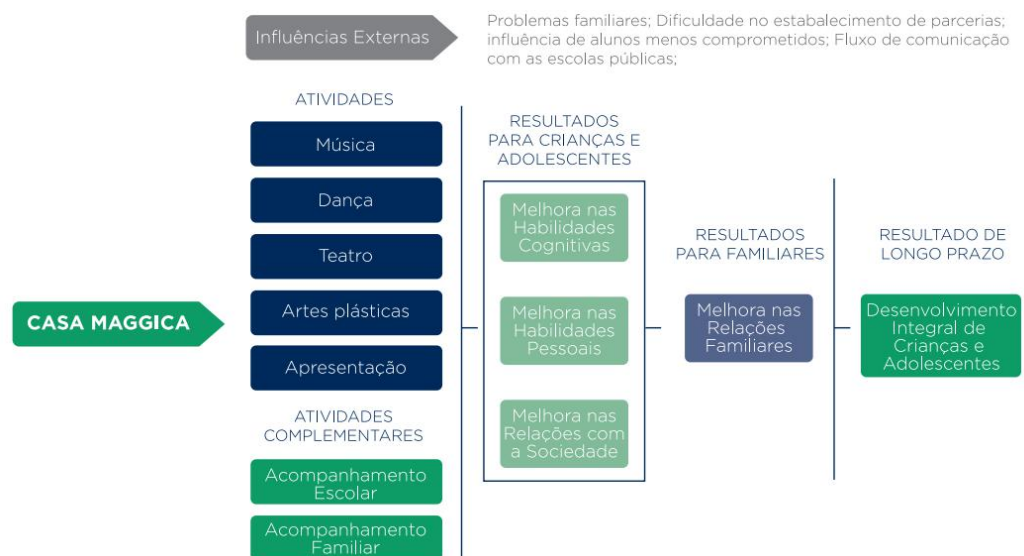 Influências Externas
Problemas familiares; Dificuldade no estabalecimento de parcerias;
influência de alunos menos comprometidos; Fluxo de comunicação
com as escolas públicas;
CASA MAGGICA
ATIVIDADES
Música
Dança
Teatro
Artes plásticas
Apresentação
ATIVIDADES
COMPLEMENTARES
Acompanhamento
Escolar
Acompanhamento
Familiar
RESULTADOS
PARA CRIANÇAS E
ADOLESCENTES
Melhora nas
Habilidades
Cognitivas
Melhora nas
Habilidades
Pessoais
Melhora nas
Relações com
a Sociedade
RESULTADOS
PARA FAMILIARES
Melhora nas
Relações
Familiares
RESULTADO DE
LONGO PRAZO
Desenvolvimento
Integral de
Crianças e
Adolescentes